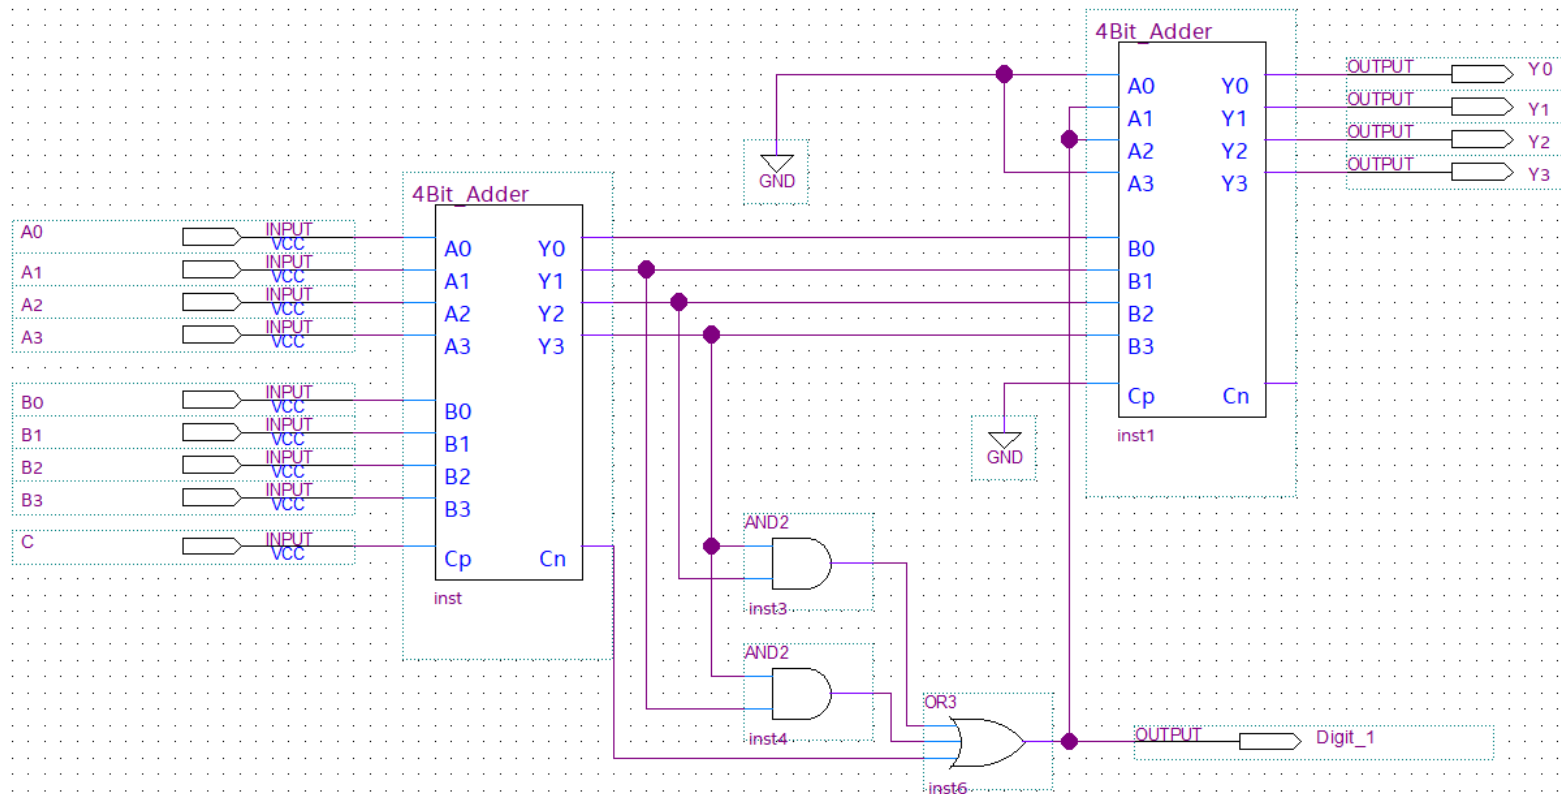 4Bit_Adder
A0 Y0
A1 Y1
A2 Y2
A3 Y3
B0
B1
B2
B3
Cp Cn
inst1
OUTPUT Y0
OUTPUT Y1
OUTPUT Y2
OUTPUT Y3
GND
GND
4Bit_Adder
A0 Y0
A1 Y1
A2 Y2
A3 Y3
B0
B1
B2
B3
Cp Cn
inst
A0 INPUT
VCC
A1 INPUT
VCC
A2 INPUT
VCC
A3 INPUT
VCC
B0 INPUT
VCC
B1 INPUT
VCC
B2 INPUT
VCC
B3 INPUT
VCC
C INPUT
VCC
AND2
inst3
AND2
inst4
OR3
inst6
OUTPUT Digit_1